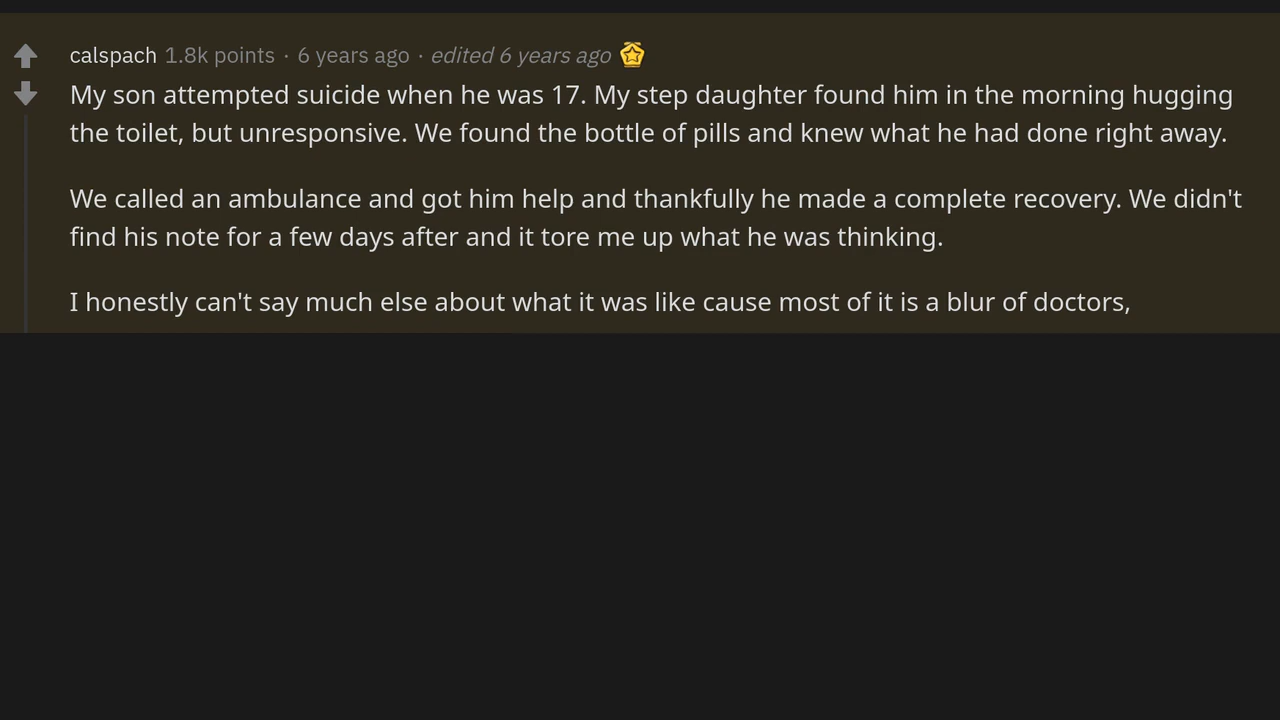 calspach 1.8k points · 6 years ago · edited 6 years ago
My son attempted suicide when he was 17. My step daughter found him in the morning hugging
the toilet, but unresponsive. We found the bottle of pills and knew what he had done right away.
We called an ambulance and got him help and thankfully he made a complete recovery. We didn't
find his note for a few days after and it tore me up what he was thinking.
I honestly can't say much else about what it was like cause most of it is a blur of doctors,